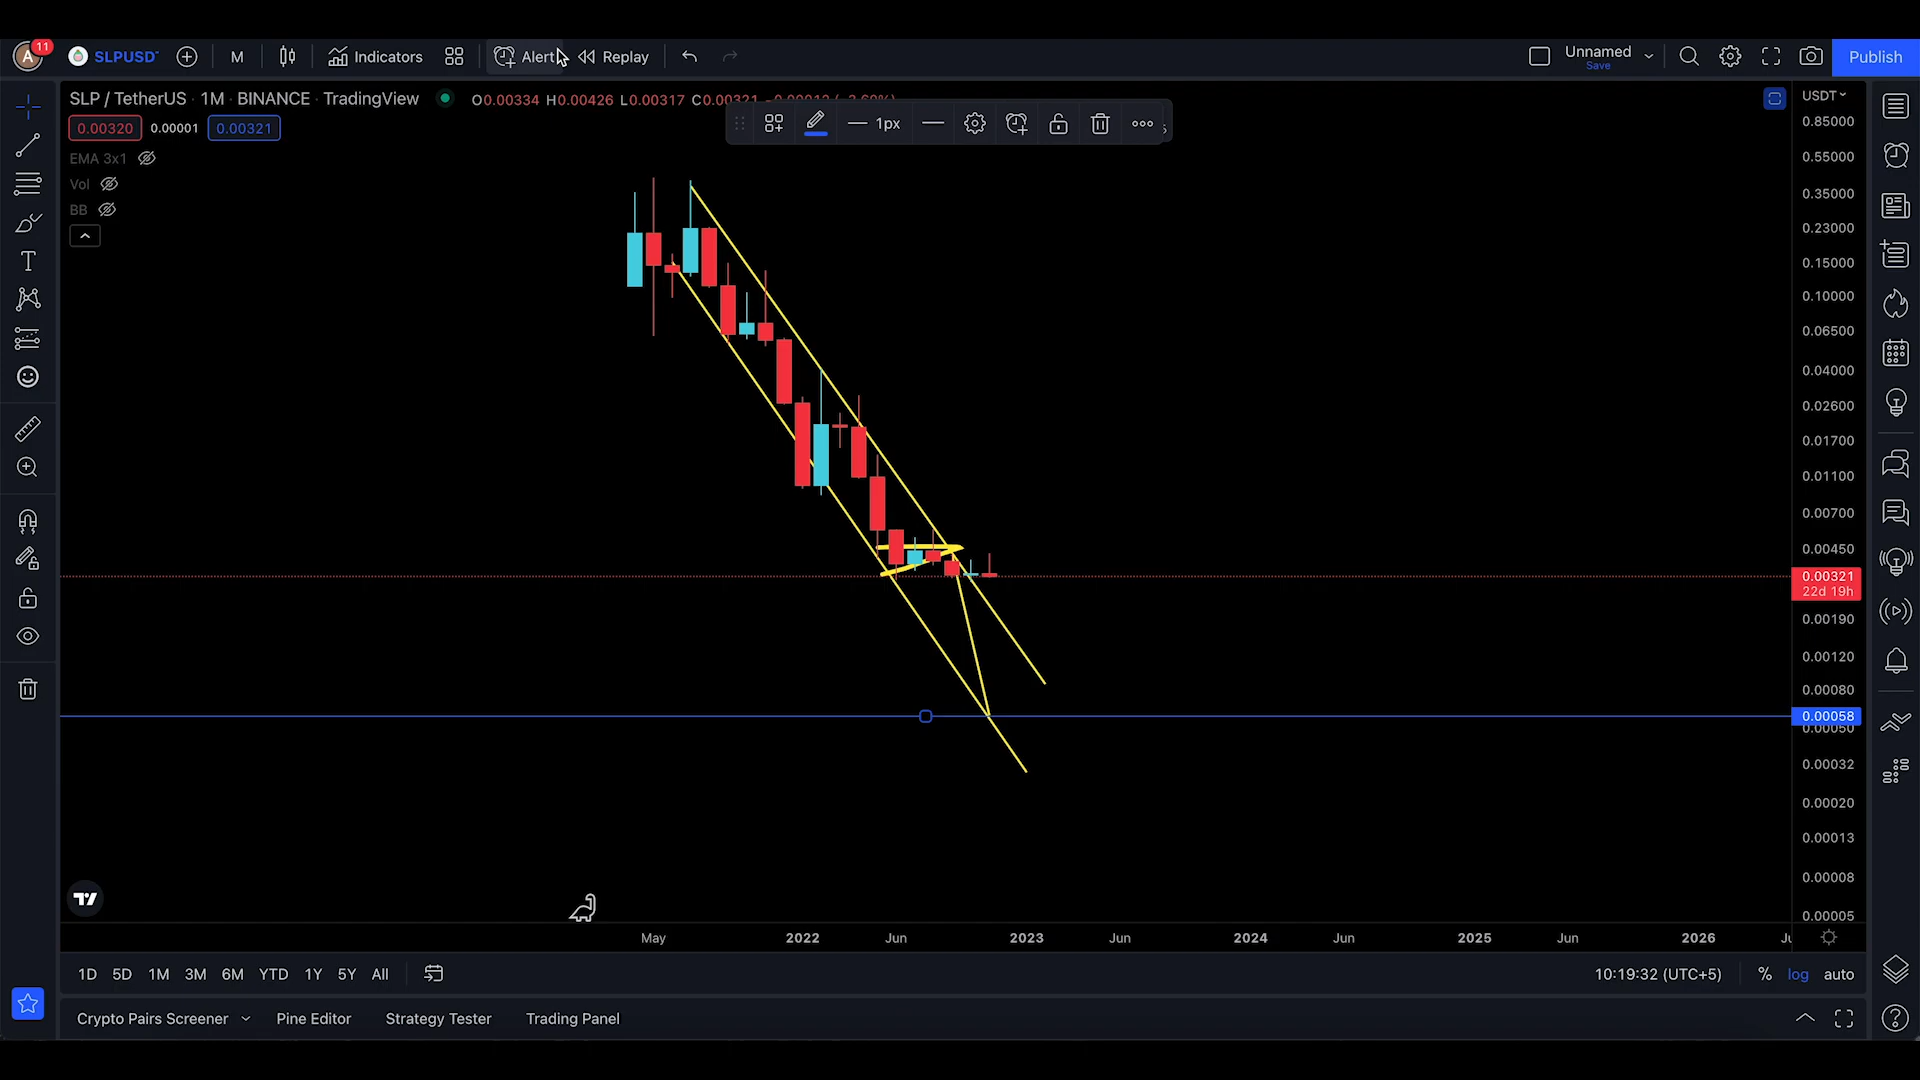 A 11 SLPUSDT M Indicators Alert Replay Unnamed Save Publish
SLP / TetherUS · 1M · BINANCE · TradingView O0.00334 H0.00426 L0.00317 C0.00321 USDT
0.00320 0.00001 0.00321
1px
EMA 3x1
Vol
BB
0.85000
0.55000
0.35000
0.23000
0.15000
0.10000
0.06500
0.04000
0.02600
0.01700
0.01100
0.00700
0.00450
0.00321
22d 19h
0.00190
0.00120
0.00080
0.00058
0.00050
0.00032
0.00020
0.00013
0.00008
0.00005
May 2022 Jun 2023 Jun 2024 Jun 2025 Jun 2026
1D 5D 1M 3M 6M YTD 1Y 5Y All 10:19:32 (UTC+5) % log auto
Crypto Pairs Screener Pine Editor Strategy Tester Trading Panel